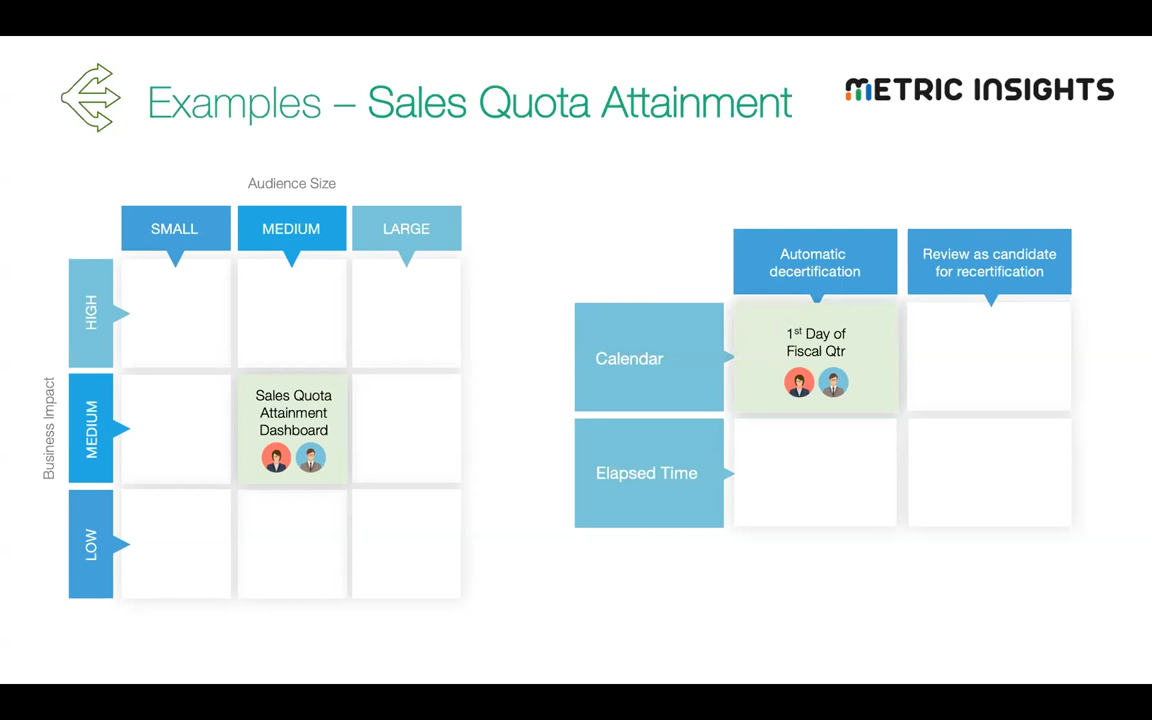 Examples – Sales Quota Attainment
METRIC INSIGHTS
Audience Size
SMALL
MEDIUM
LARGE
Business Impact
HIGH
MEDIUM
LOW
Sales Quota
Attainment
Dashboard
Automatic
decertification
Review as candidate
for recertification
Calendar
1st Day of
Fiscal Qtr
Elapsed Time